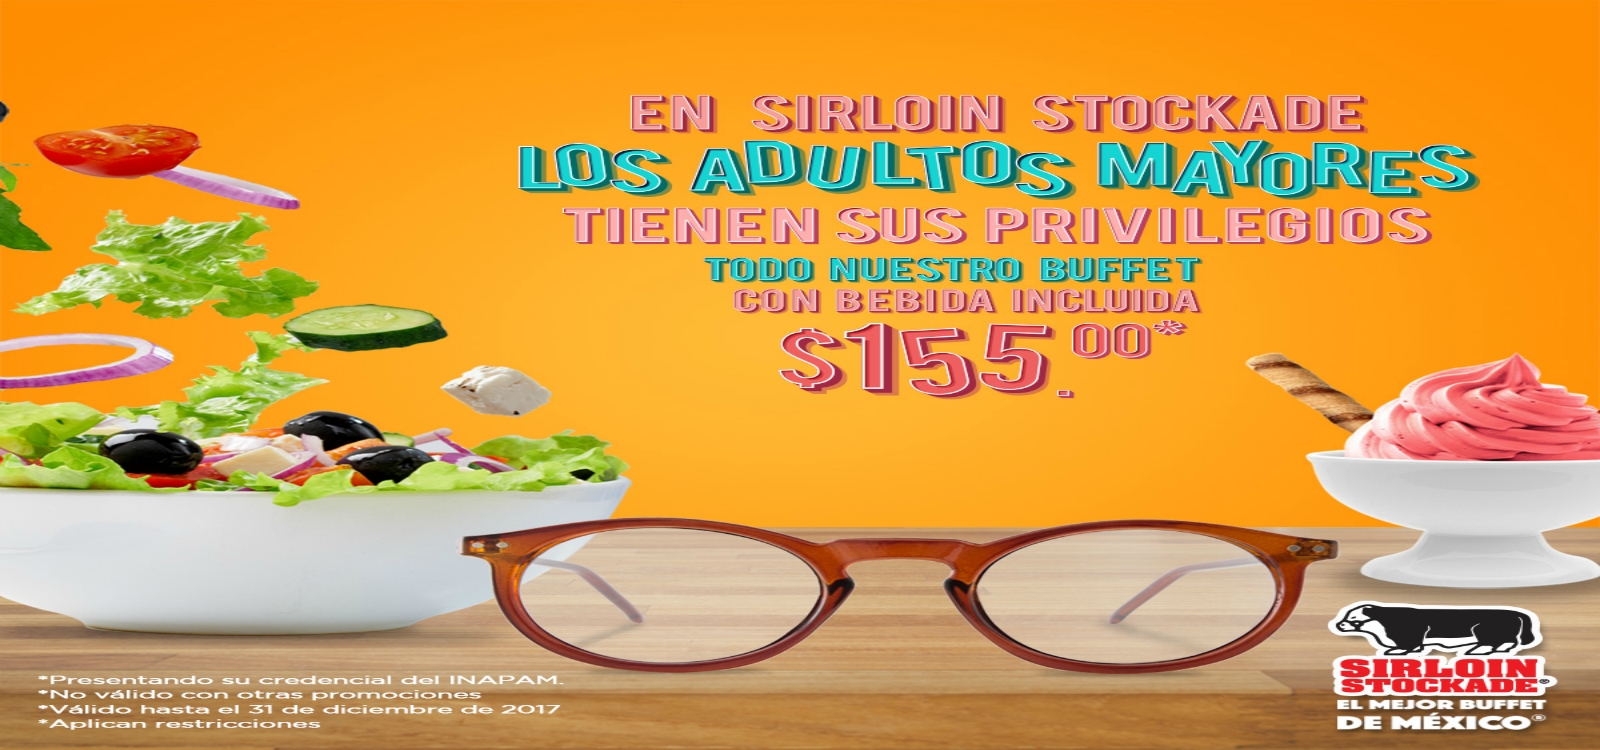 EN SIRLOIN STOCKADE
LOS ADULTOS MAYORES
TIENEN SUS PRIVILEGIOS
TODO NUESTRO BUFFET
CON BEBIDA INCLUIDA
$155.00*
*Presentando su credencial del INAPAM.
*No válido con otras promociones
*Válido hasta el 31 de diciembre de 2017
*Aplican restricciones
SIRLOIN
STOCKADE®
EL MEJOR BUFFET
DE MÉXICO®